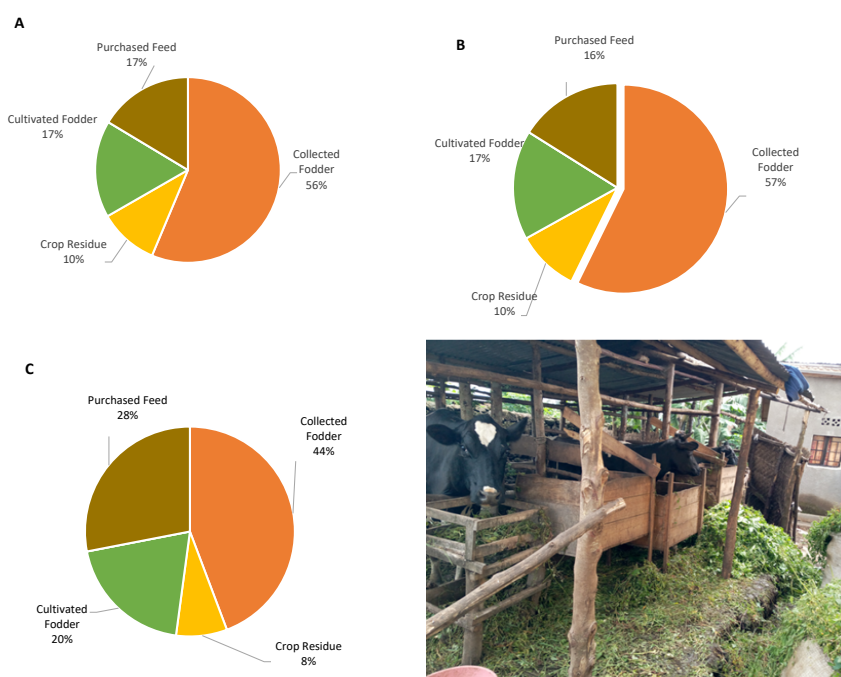 A
Purchased Feed
17%
Cultivated Fodder
17%
Collected
Fodder
56%
Crop Residue
10%
B
Purchased Feed
16%
Cultivated Fodder
17%
Collected
Fodder
57%
Crop Residue
10%
C
Purchased Feed
28%
Collected
Fodder
44%
Cultivated
Fodder
20%
Crop Residue
8%